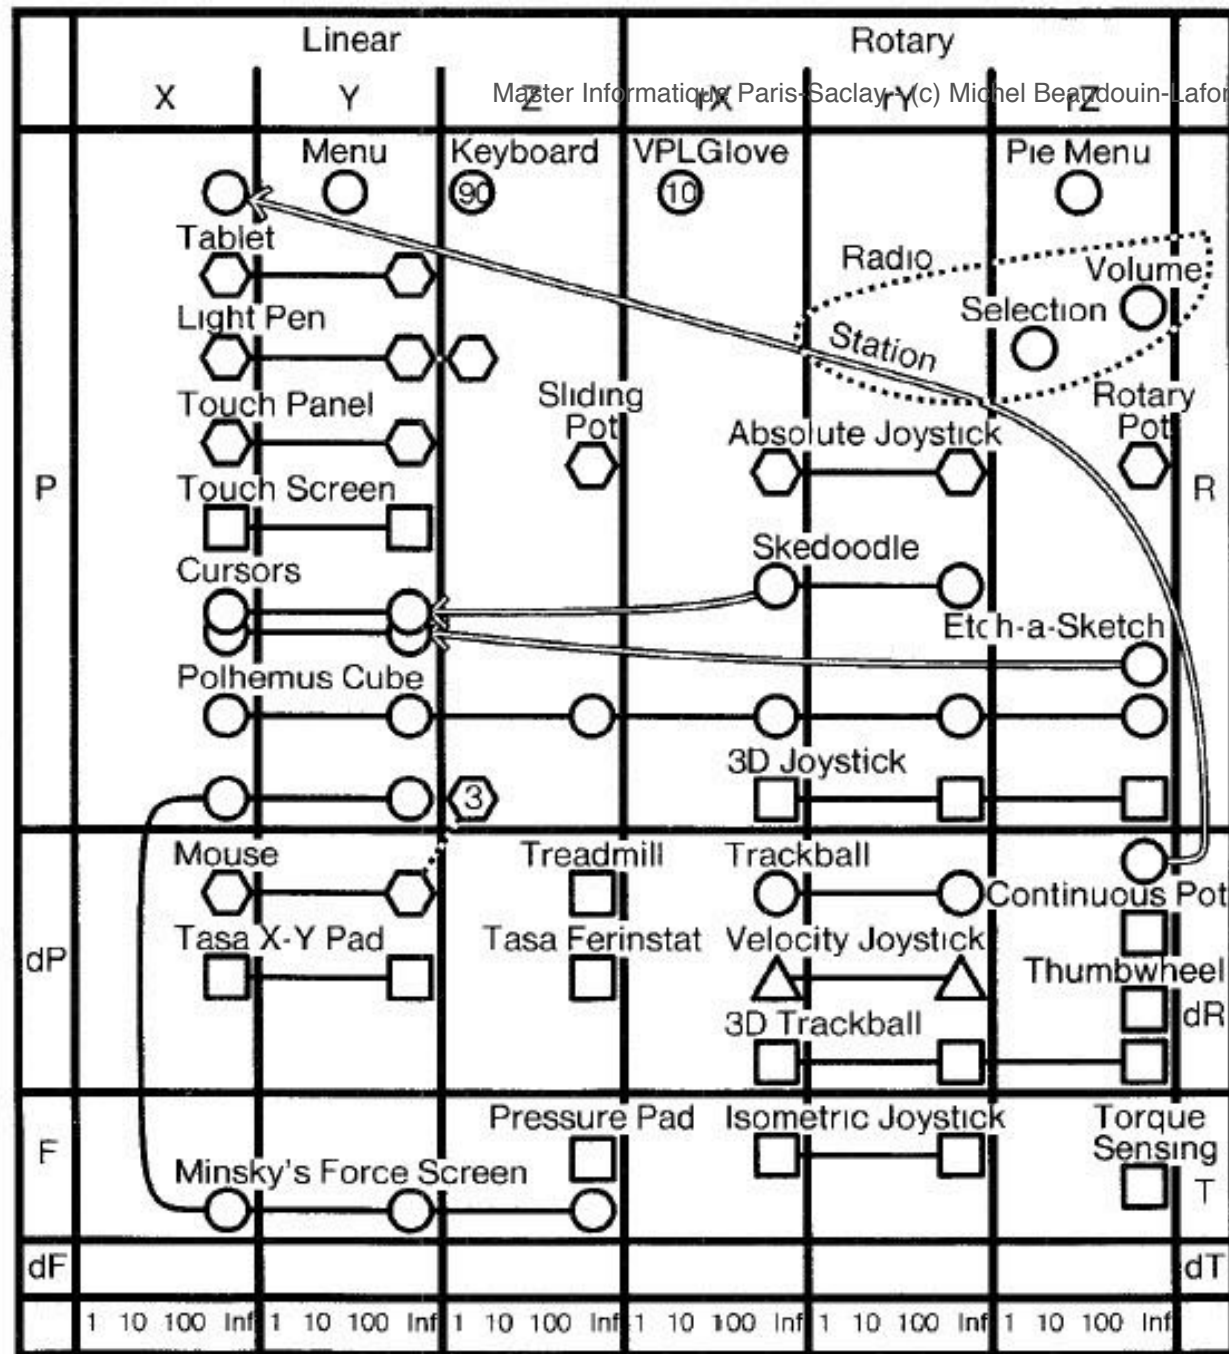 Linear Rotary
X Y Z rX rY rZ
Master Informatique Paris-Saclay - (c) Michel Beaudouin-Lafon
Menu Keyboard VPLGlove Pie Menu
90 10
Tablet
Radio
Volume
Light Pen
Selection
Station
Touch Panel
Sliding
Pot
Absolute Joystick
Rotary
Pot
P R
Touch Screen
Skedoodle
Cursors
Etch-a-Sketch
Polhemus Cube
3D Joystick
3
Mouse Treadmill Trackball
Continuous Pot
Tasa X-Y Pad Tasa Ferinstat Velocity Joystick
dP
Thumbwheel
3D Trackball
dR
Pressure Pad Isometric Joystick Torque
Sensing
F
Minsky's Force Screen
T
dF dT
1 10 100 Inf 1 10 100 Inf 1 10 100 Inf 1 10 100 Inf 1 10 100 Inf 1 10 100 Inf